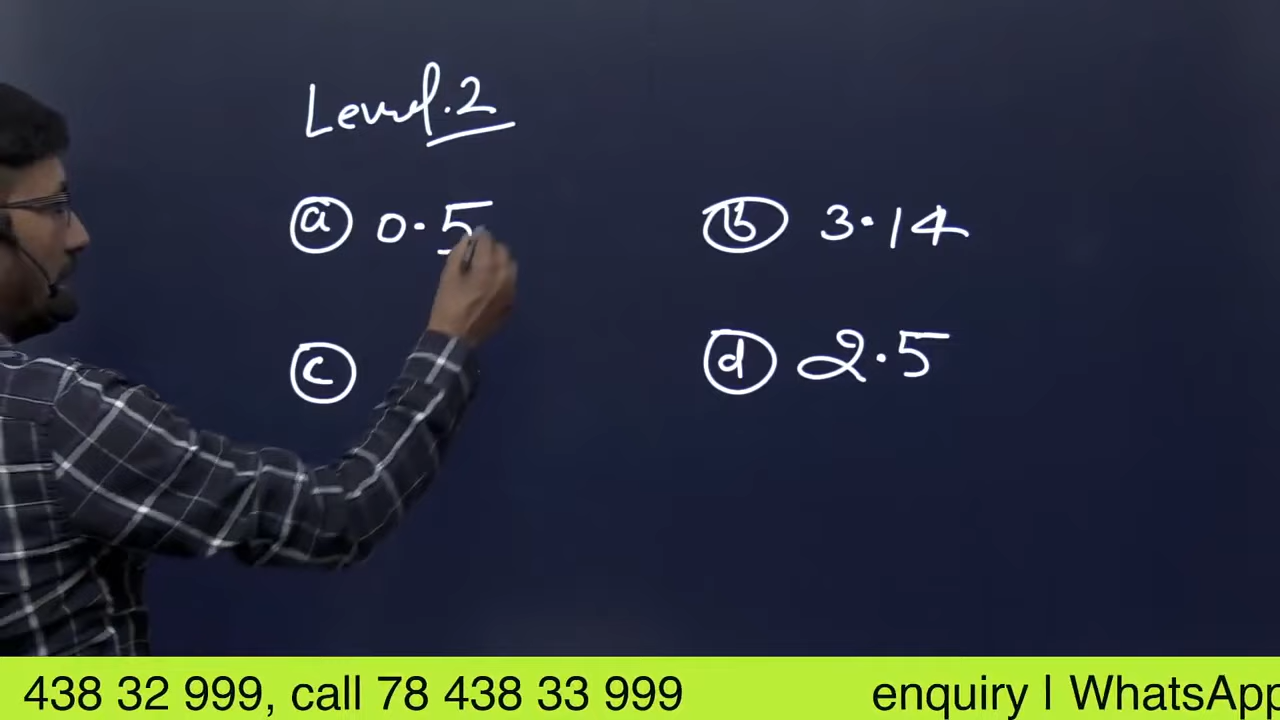 Level.2
a 0.5
b 3.14
c
d 2.5
438 32 999, call 78 438 33 999 enquiry I WhatsApp